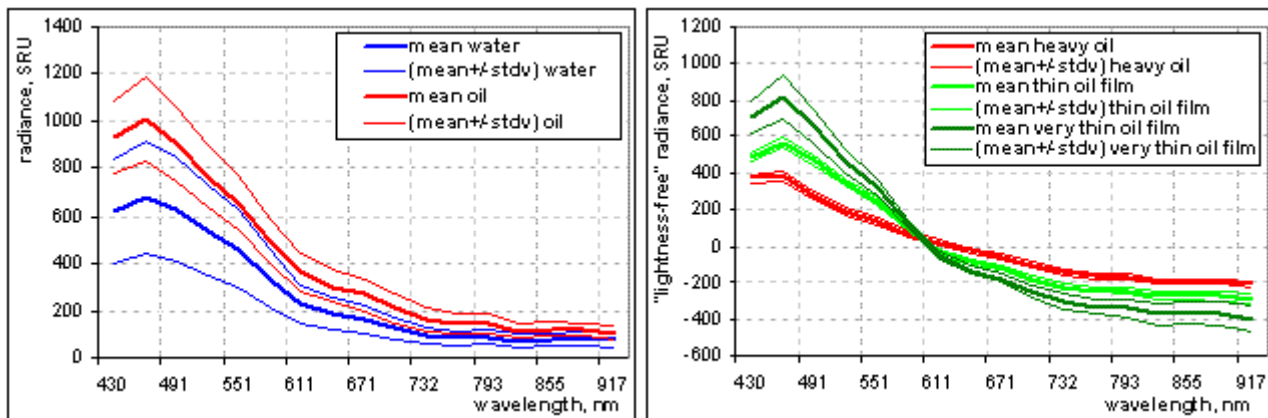 radiance, SRU
1400
1200
1000
800
600
400
200
0
mean water
(mean+/-stdv) water
mean oil
(mean+/-stdv) oil
430 491 551 611 671 732 793 855 917
wavelength, nm
"lightness-free" radiance, SRU
1200
1000
800
600
400
200
0
-200
-400
-600
mean heavy oil
(mean+/-stdv) heavy oil
mean thin oil film
(mean+/-stdv) thin oil film
mean very thin oil film
(mean+/-stdv) very thin oil film
430 491 551 611 671 732 793 855 917
wavelength, nm